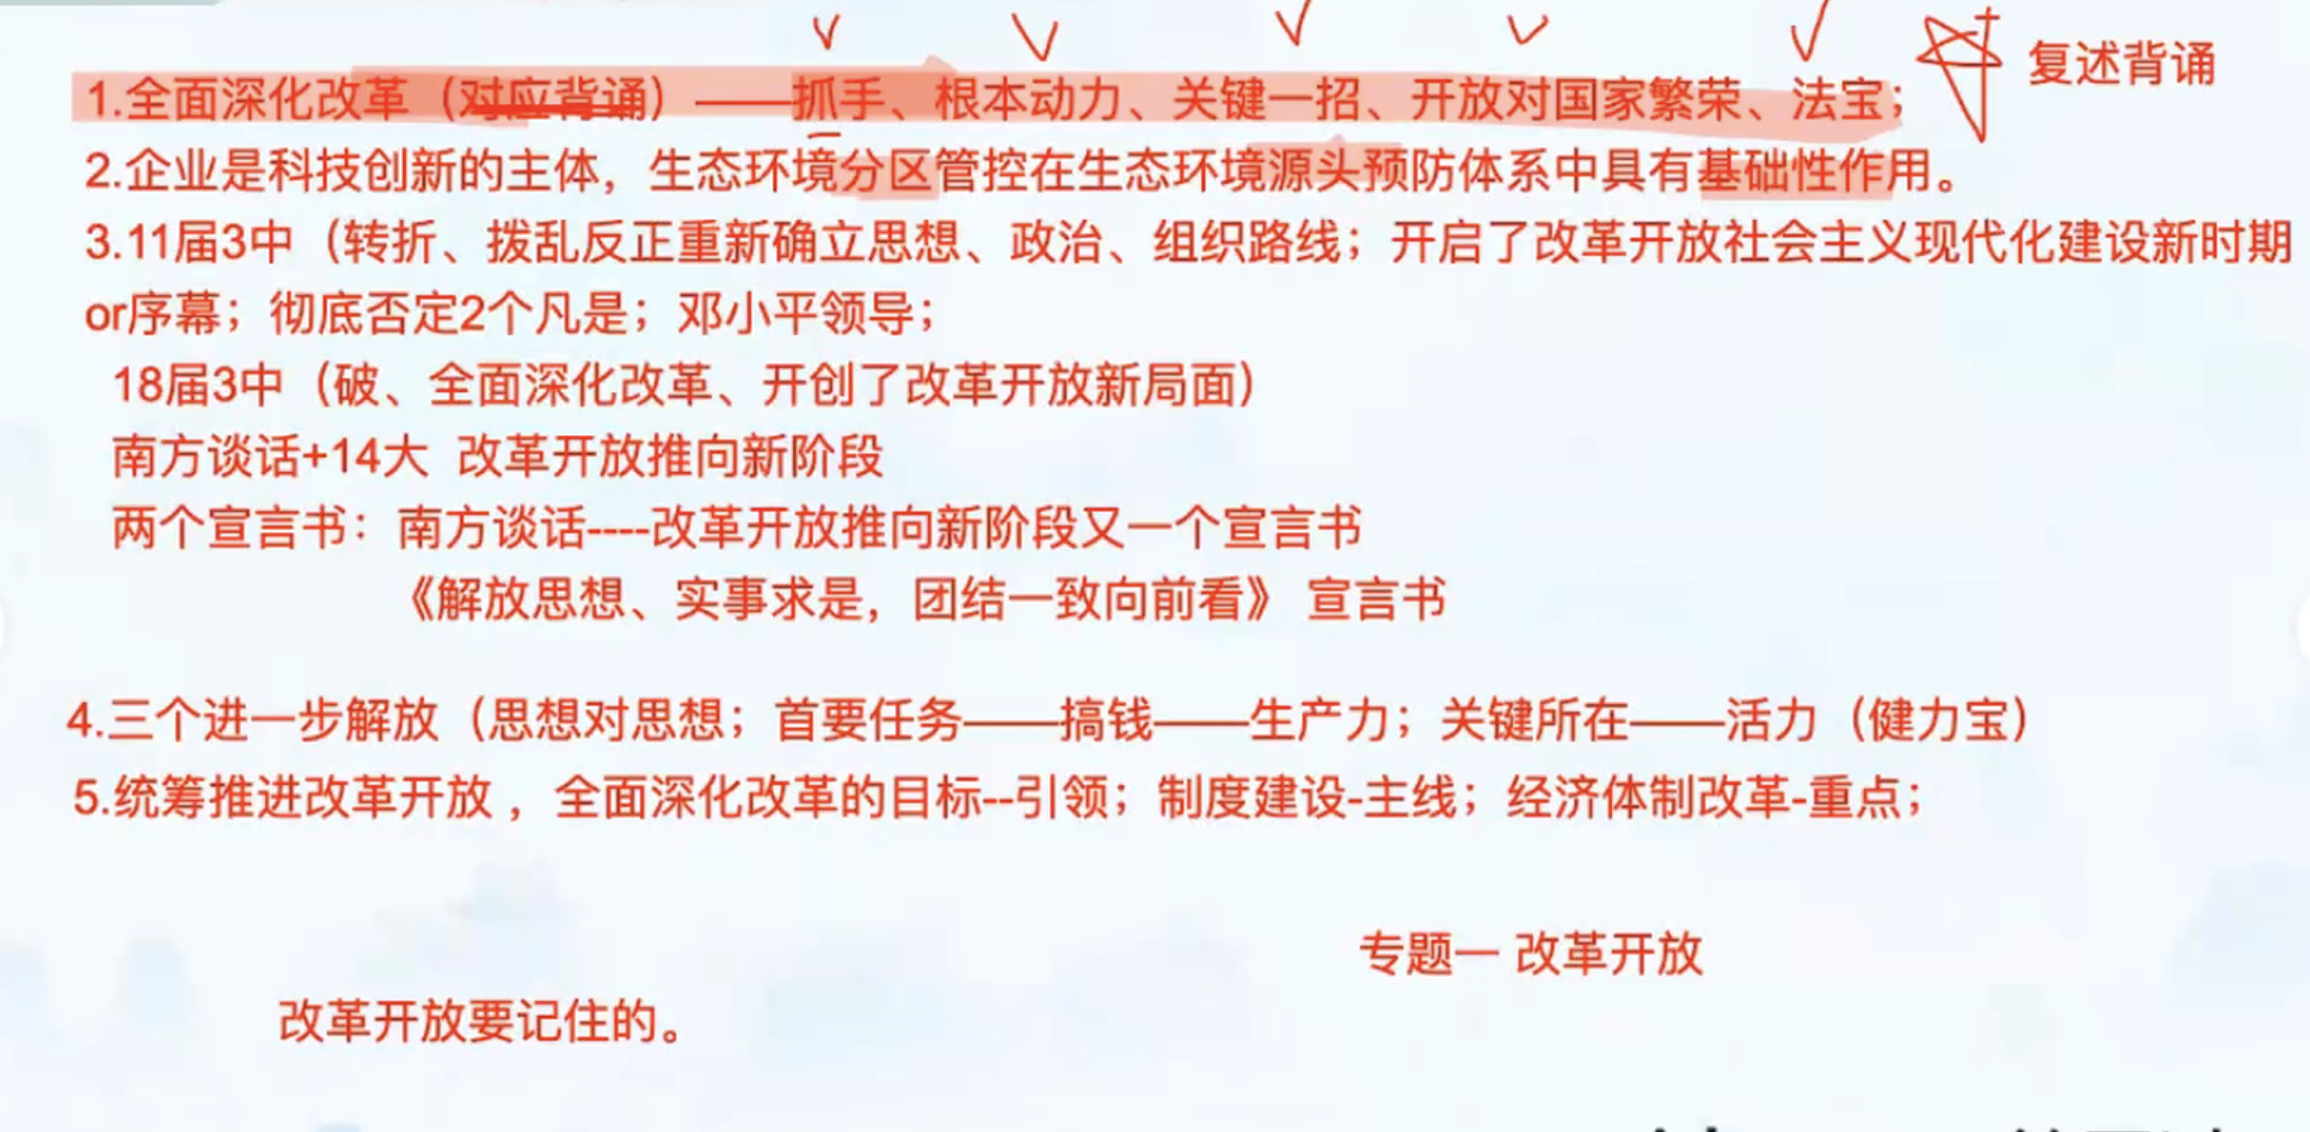 复述背诵
1.全面深化改革（对应背诵）——抓手、根本动力、关键一招、开放对国家繁荣、法宝；
2.企业是科技创新的主体，生态环境分区管控在生态环境源头预防体系中具有基础性作用。
3.11届3中（转折、拨乱反正重新确立思想、政治、组织路线；开启了改革开放社会主义现代化建设新时期
or序幕；彻底否定2个凡是；邓小平领导；
18届3中（破、全面深化改革、开创了改革开放新局面）
南方谈话+14大 改革开放推向新阶段
两个宣言书：南方谈话----改革开放推向新阶段又一个宣言书
《解放思想、实事求是，团结一致向前看》 宣言书
4.三个进一步解放（思想对思想；首要任务——搞钱——生产力；关键所在——活力（健力宝）
5.统筹推进改革开放 ，全面深化改革的目标--引领；制度建设-主线；经济体制改革-重点；
专题一 改革开放
改革开放要记住的。